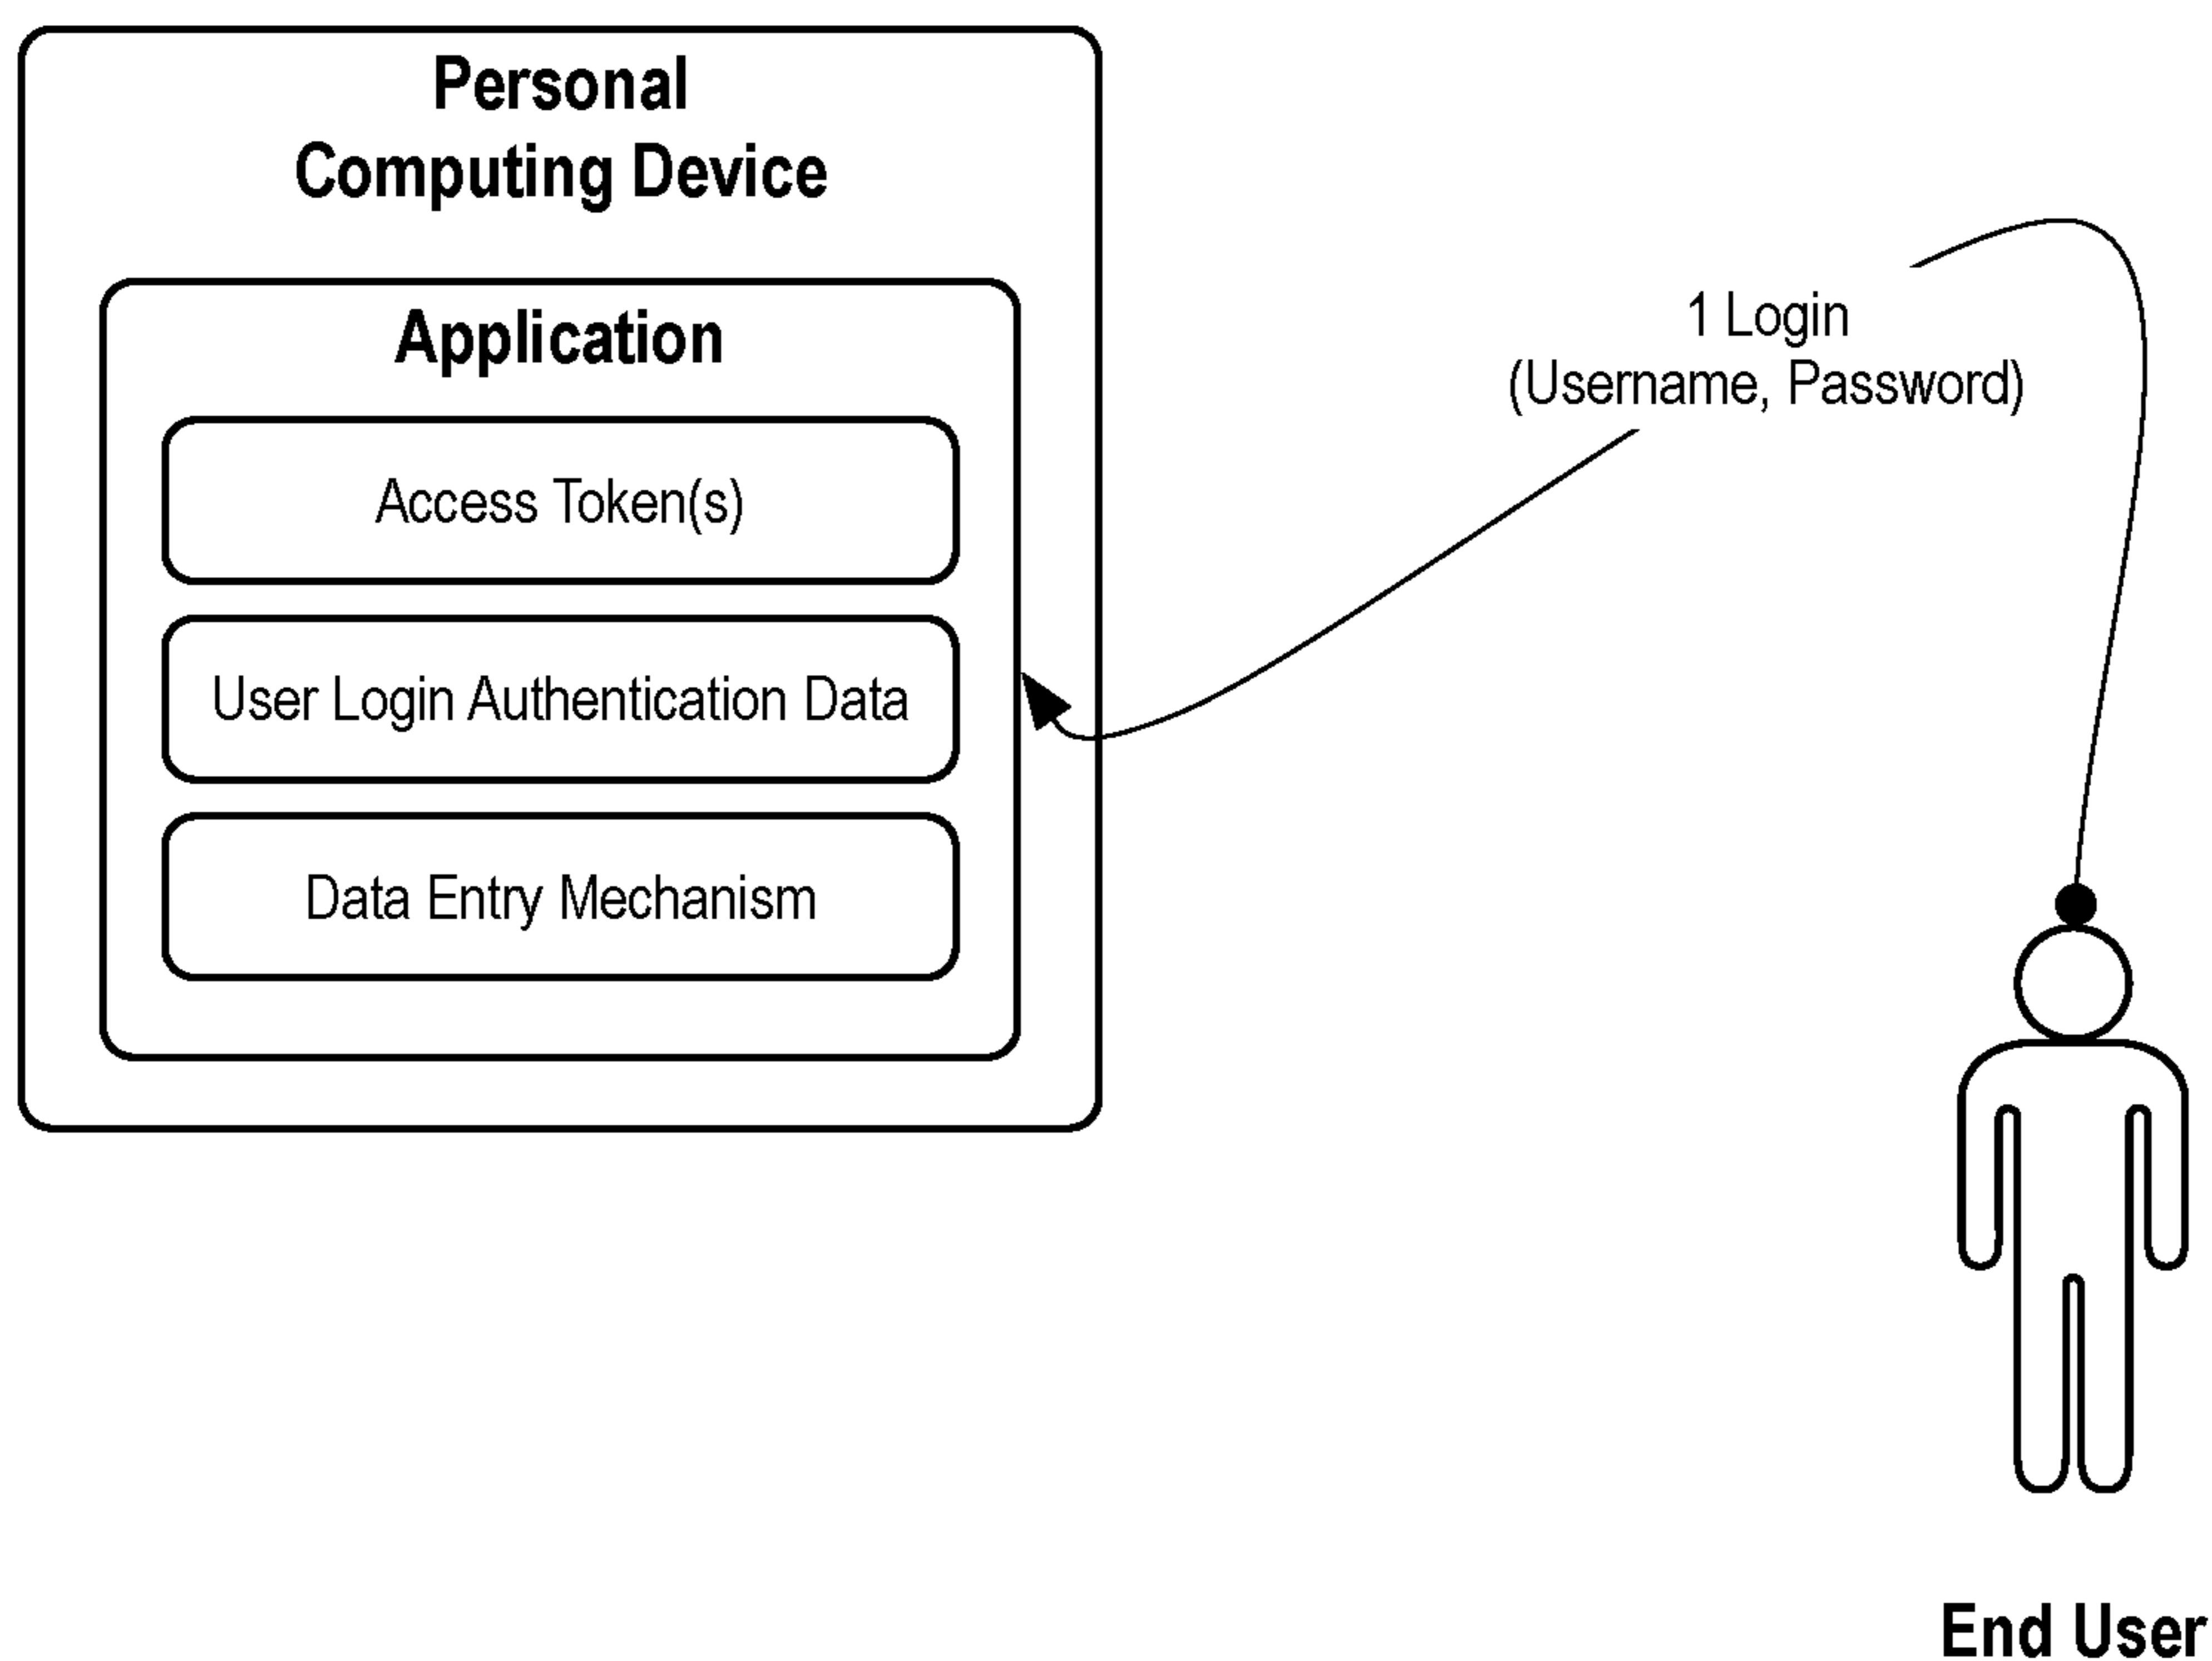 Personal
Computing Device
Application
Access Token(s)
User Login Authentication Data
Data Entry Mechanism
1 Login
(Username, Password)
End User